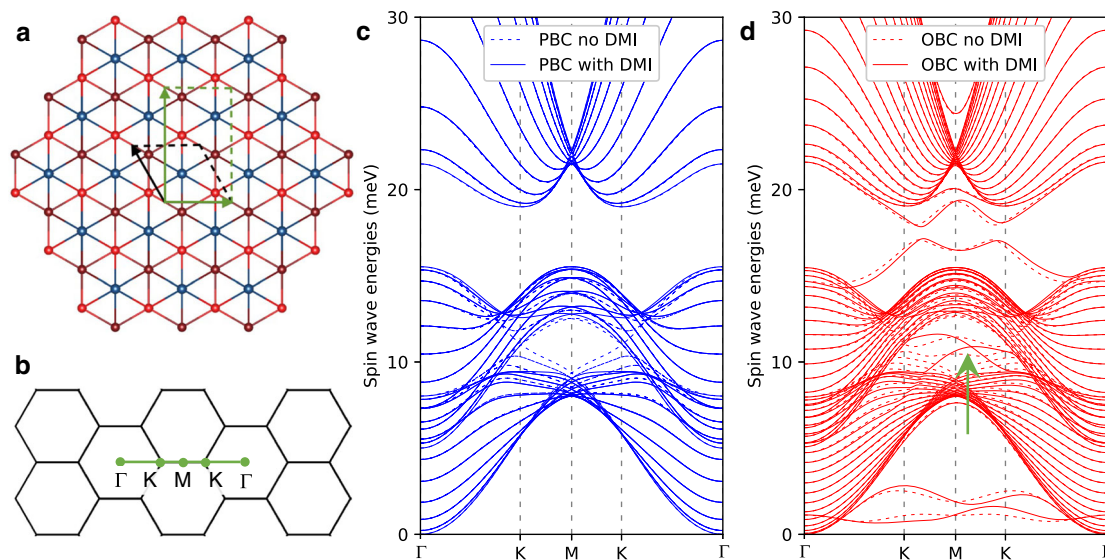 a
b
Γ K M K Γ
c
PBC no DMI
PBC with DMI
Spin wave energies (meV)
30
20
10
0
Γ K M K Γ
d
OBC no DMI
OBC with DMI
Spin wave energies (meV)
30
20
10
0
Γ K M K Γ